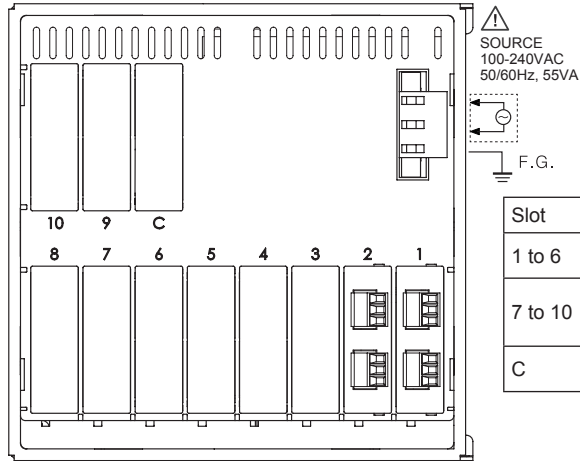 SOURCE
100-240VAC
50/60Hz, 55VA
F.G.
10 9 C
8 7 6 5 4 3 2 1
Slot
1 to 6
7 to 10
C